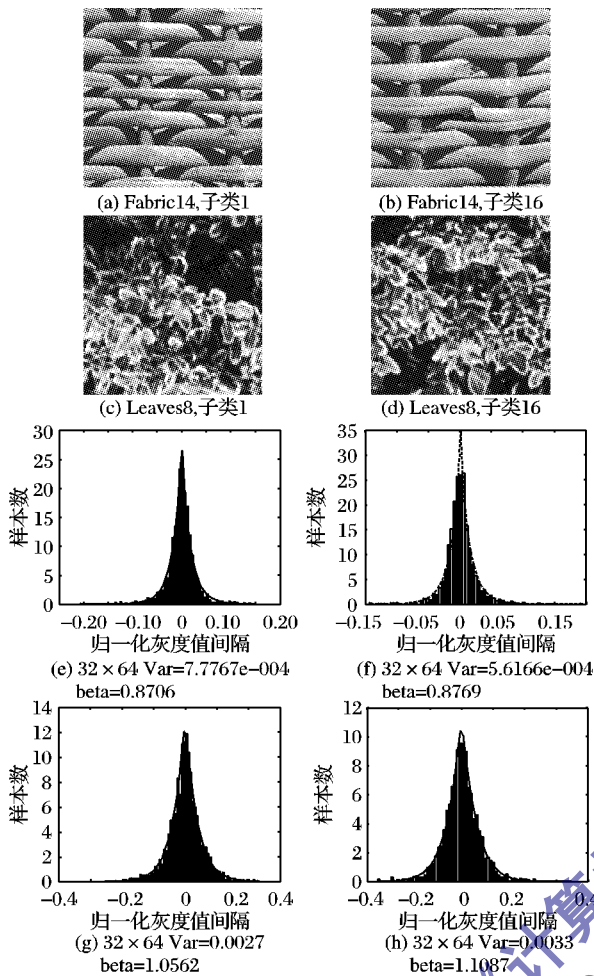 (a) Fabric14,子类1
(b) Fabric14,子类16
(c) Leaves8,子类1
(d) Leaves8,子类16
30
25
20
15
10
5
0
样本数
-0.20 -0.10 0 0.10 0.20
归一化灰度值间隔
(e) 32×64 Var=7.7767e-004
beta=0.8706
35
30
25
20
15
10
5
0
样本数
-0.15 -0.05 0 0.05 0.15
归一化灰度值间隔
(f) 32×64 Var=5.6166e-004
beta=0.8769
14
12
10
8
6
4
2
0
样本数
-0.4 -0.2 0 0.2 0.4
归一化灰度值间隔
(g) 32×64 Var=0.0027
beta=1.0562
12
10
8
6
4
2
0
样本数
-0.4 -0.2 0 0.2 0.4
归一化灰度值间隔
(h) 32×64 Var=0.0033
beta=1.1087
《计算